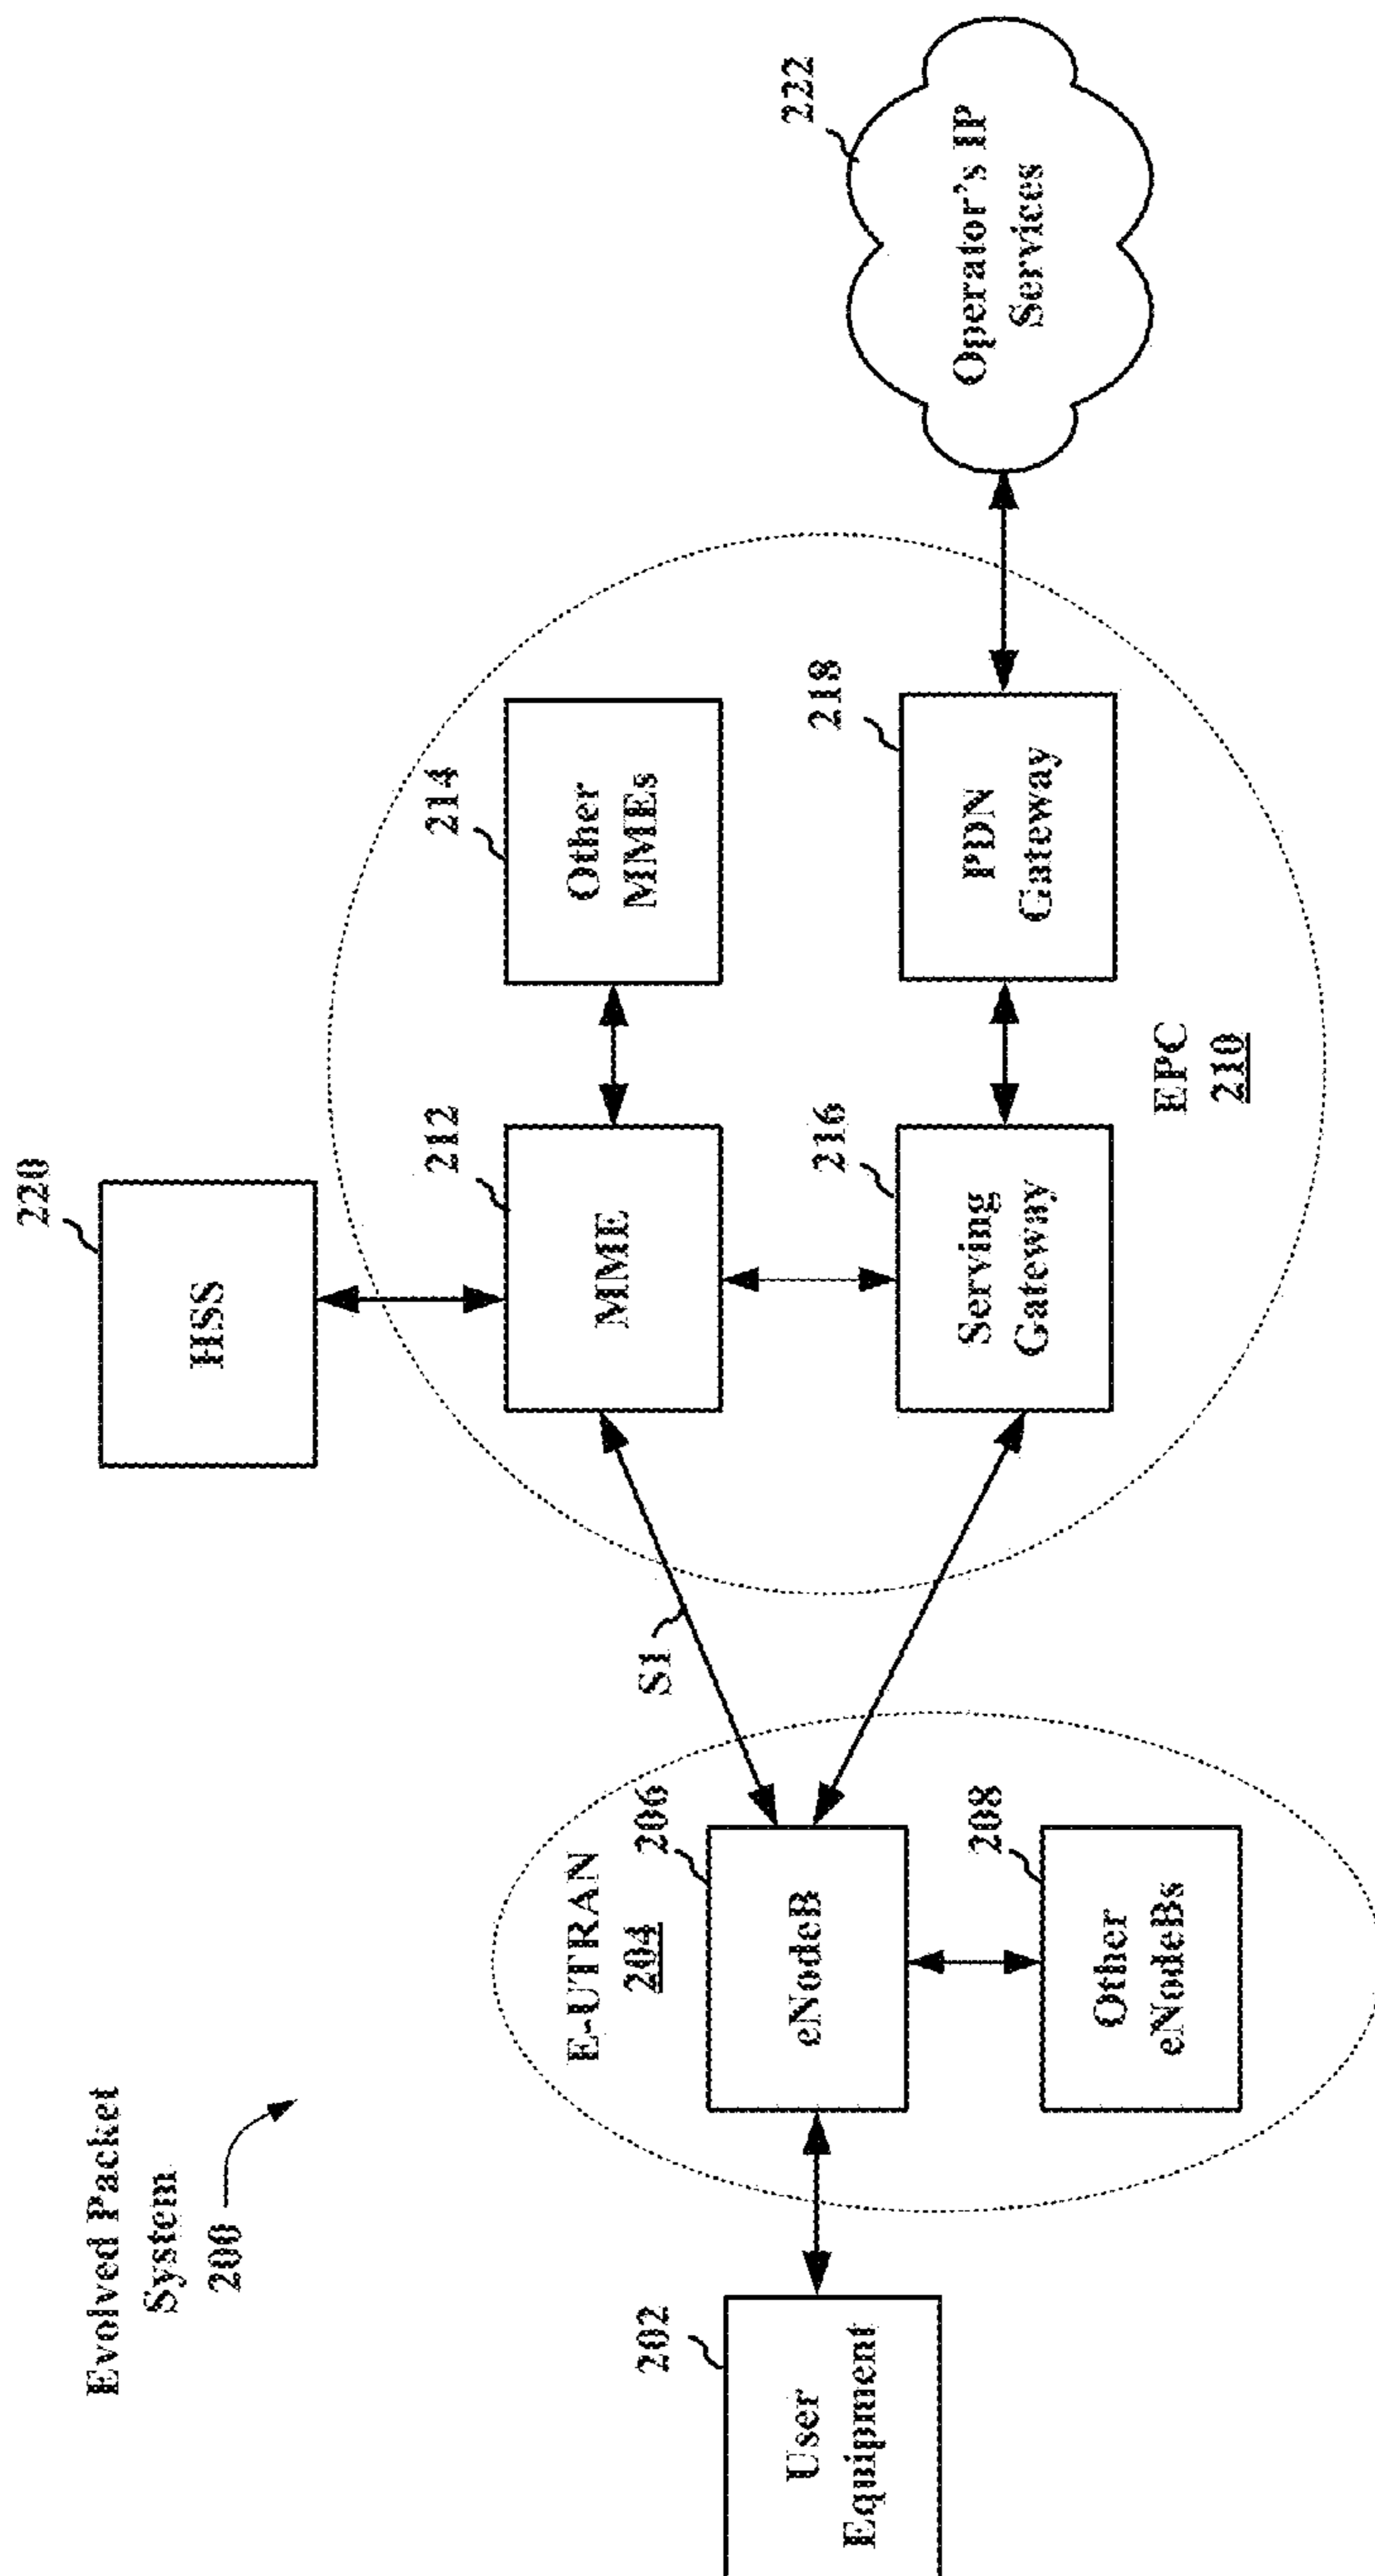 Evolved Packet
System
200
220
HSS
212
MME
214
Other
MMEs
216
Serving
Gateway
218
PDN
Gateway
EPC
210
222
Operator's IP
Services
S1
E-UTRAN
204
206
eNodeB
208
Other
eNodeBs
202
User
Equipment